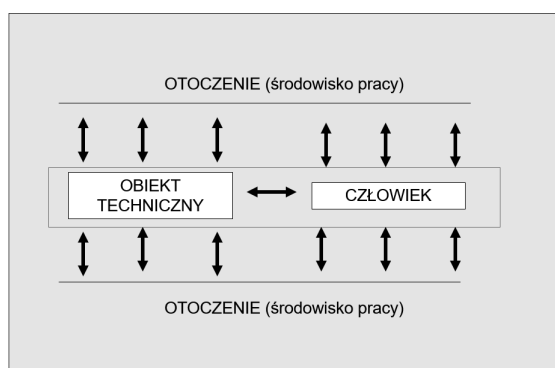 OTOCZENIE (środowisko pracy)
OBIEKT
TECHNICZNY
CZŁOWIEK
OTOCZENIE (środowisko pracy)